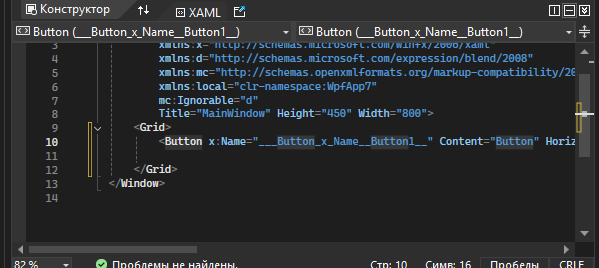 Конструктор XAML
Button (___Button_x_Name__Button1__) Button (___Button_x_Name__Button1__)
3 xmlns:x="http://schemas.microsoft.com/winfx/2006/xaml"
4 xmlns:d="http://schemas.microsoft.com/expression/blend/2008"
5 xmlns:mc="http://schemas.openxmlformats.org/markup-compatibility/20
6 xmlns:local="clr-namespace:WpfApp7"
7 mc:Ignorable="d"
8 Title="MainWindow" Height="450" Width="800">
9 <Grid>
10 <Button x:Name="___Button_x_Name__Button1__" Content="Button" Horiz
11
12 </Grid>
13 </Window>
14
82 % Проблемы не найдены. Стр: 10 Симв: 16 Пробелы CRLF